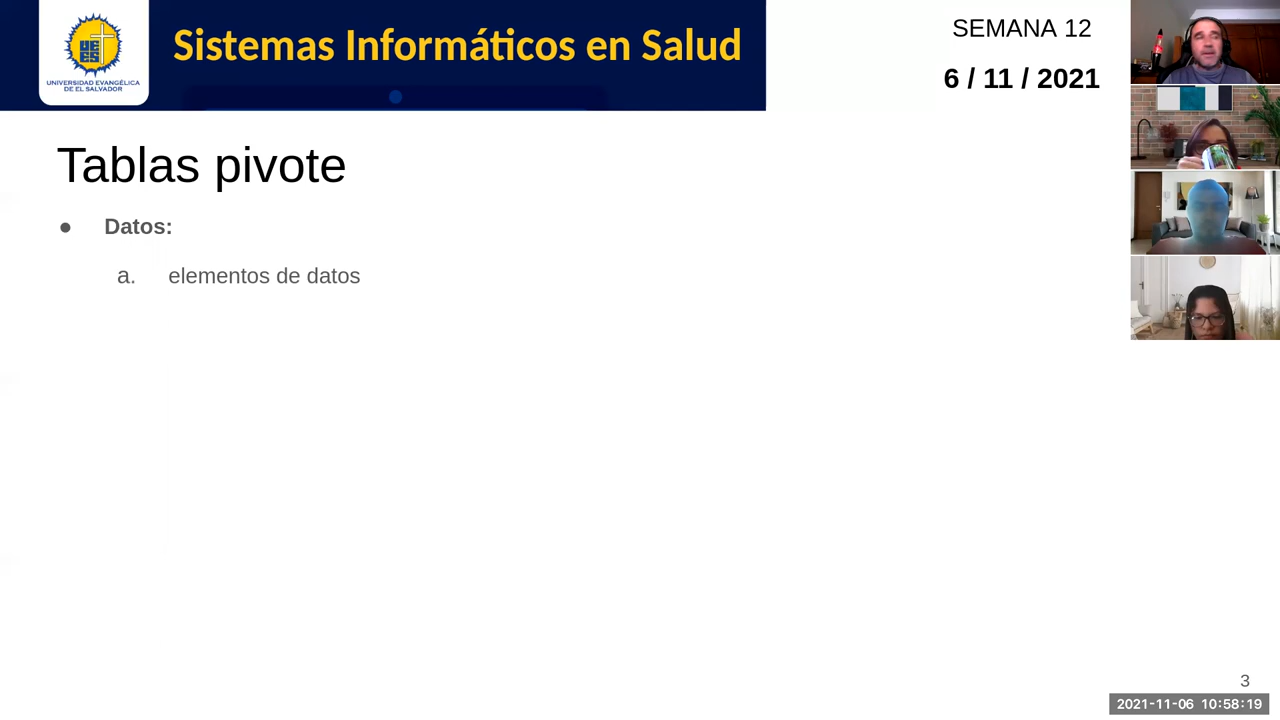 UEES
UNIVERSIDAD EVANGÉLICA
DE EL SALVADOR
Sistemas Informáticos en Salud
SEMANA 12
6 / 11 / 2021
Tablas pivote
● Datos:
a. elementos de datos
3
2021-11-06 10:58:19